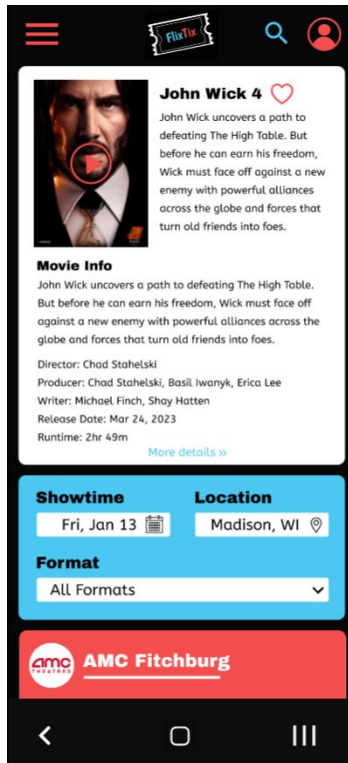 FlixTix
John Wick 4
John Wick uncovers a path to
defeating The High Table. But
before he can earn his freedom,
Wick must face off against a new
enemy with powerful alliances
across the globe and forces that
turn old friends into foes.
Movie Info
John Wick uncovers a path to defeating The High Table.
But before he can earn his freedom, Wick must face off
against a new enemy with powerful alliances across the
globe and forces that turn old friends into foes.
Director: Chad Stahelski
Producer: Chad Stahelski, Basil Iwanyk, Erica Lee
Writer: Michael Finch, Shay Hatten
Release Date: Mar 24, 2023
Runtime: 2hr 49m
More details »
Showtime
Location
Fri, Jan 13
Madison, WI
Format
All Formats
amc
THEATRES
AMC Fitchburg